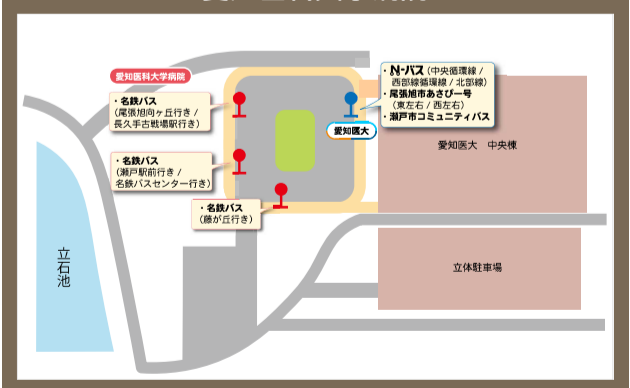 愛知医科大学病院
・名鉄バス
(尾張旭向ヶ丘行き /
長久手古戦場駅行き)
・名鉄バス
(瀬戸駅前行き /
名鉄バスセンター行き)
・名鉄バス
(藤が丘行き)
・N-バス (中央循環線 /
西部線循環線 / 北部線)
・尾張旭市あさぴー号
(東左右 / 西左右)
・瀬戸市コミュニティバス
愛知医大
愛知医大 中央棟
立体駐車場
立石池